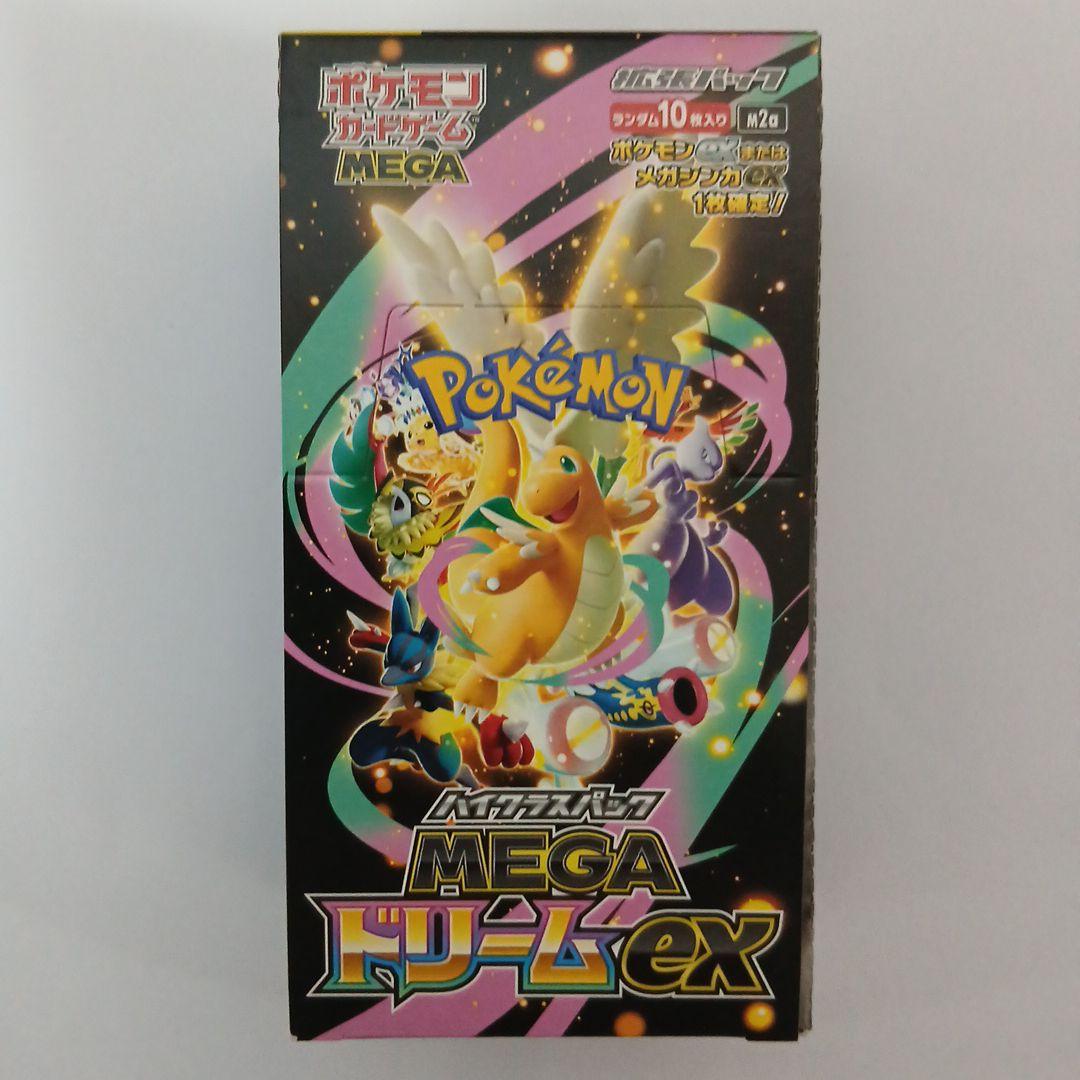 ポケモン
カードゲーム
MEGA
拡張パック
ランダム10枚入り M2a
ポケモンexまたは
メガシンカex
1枚確定!
POKéMON
ハイクラスパック
MEGA
ドリームex